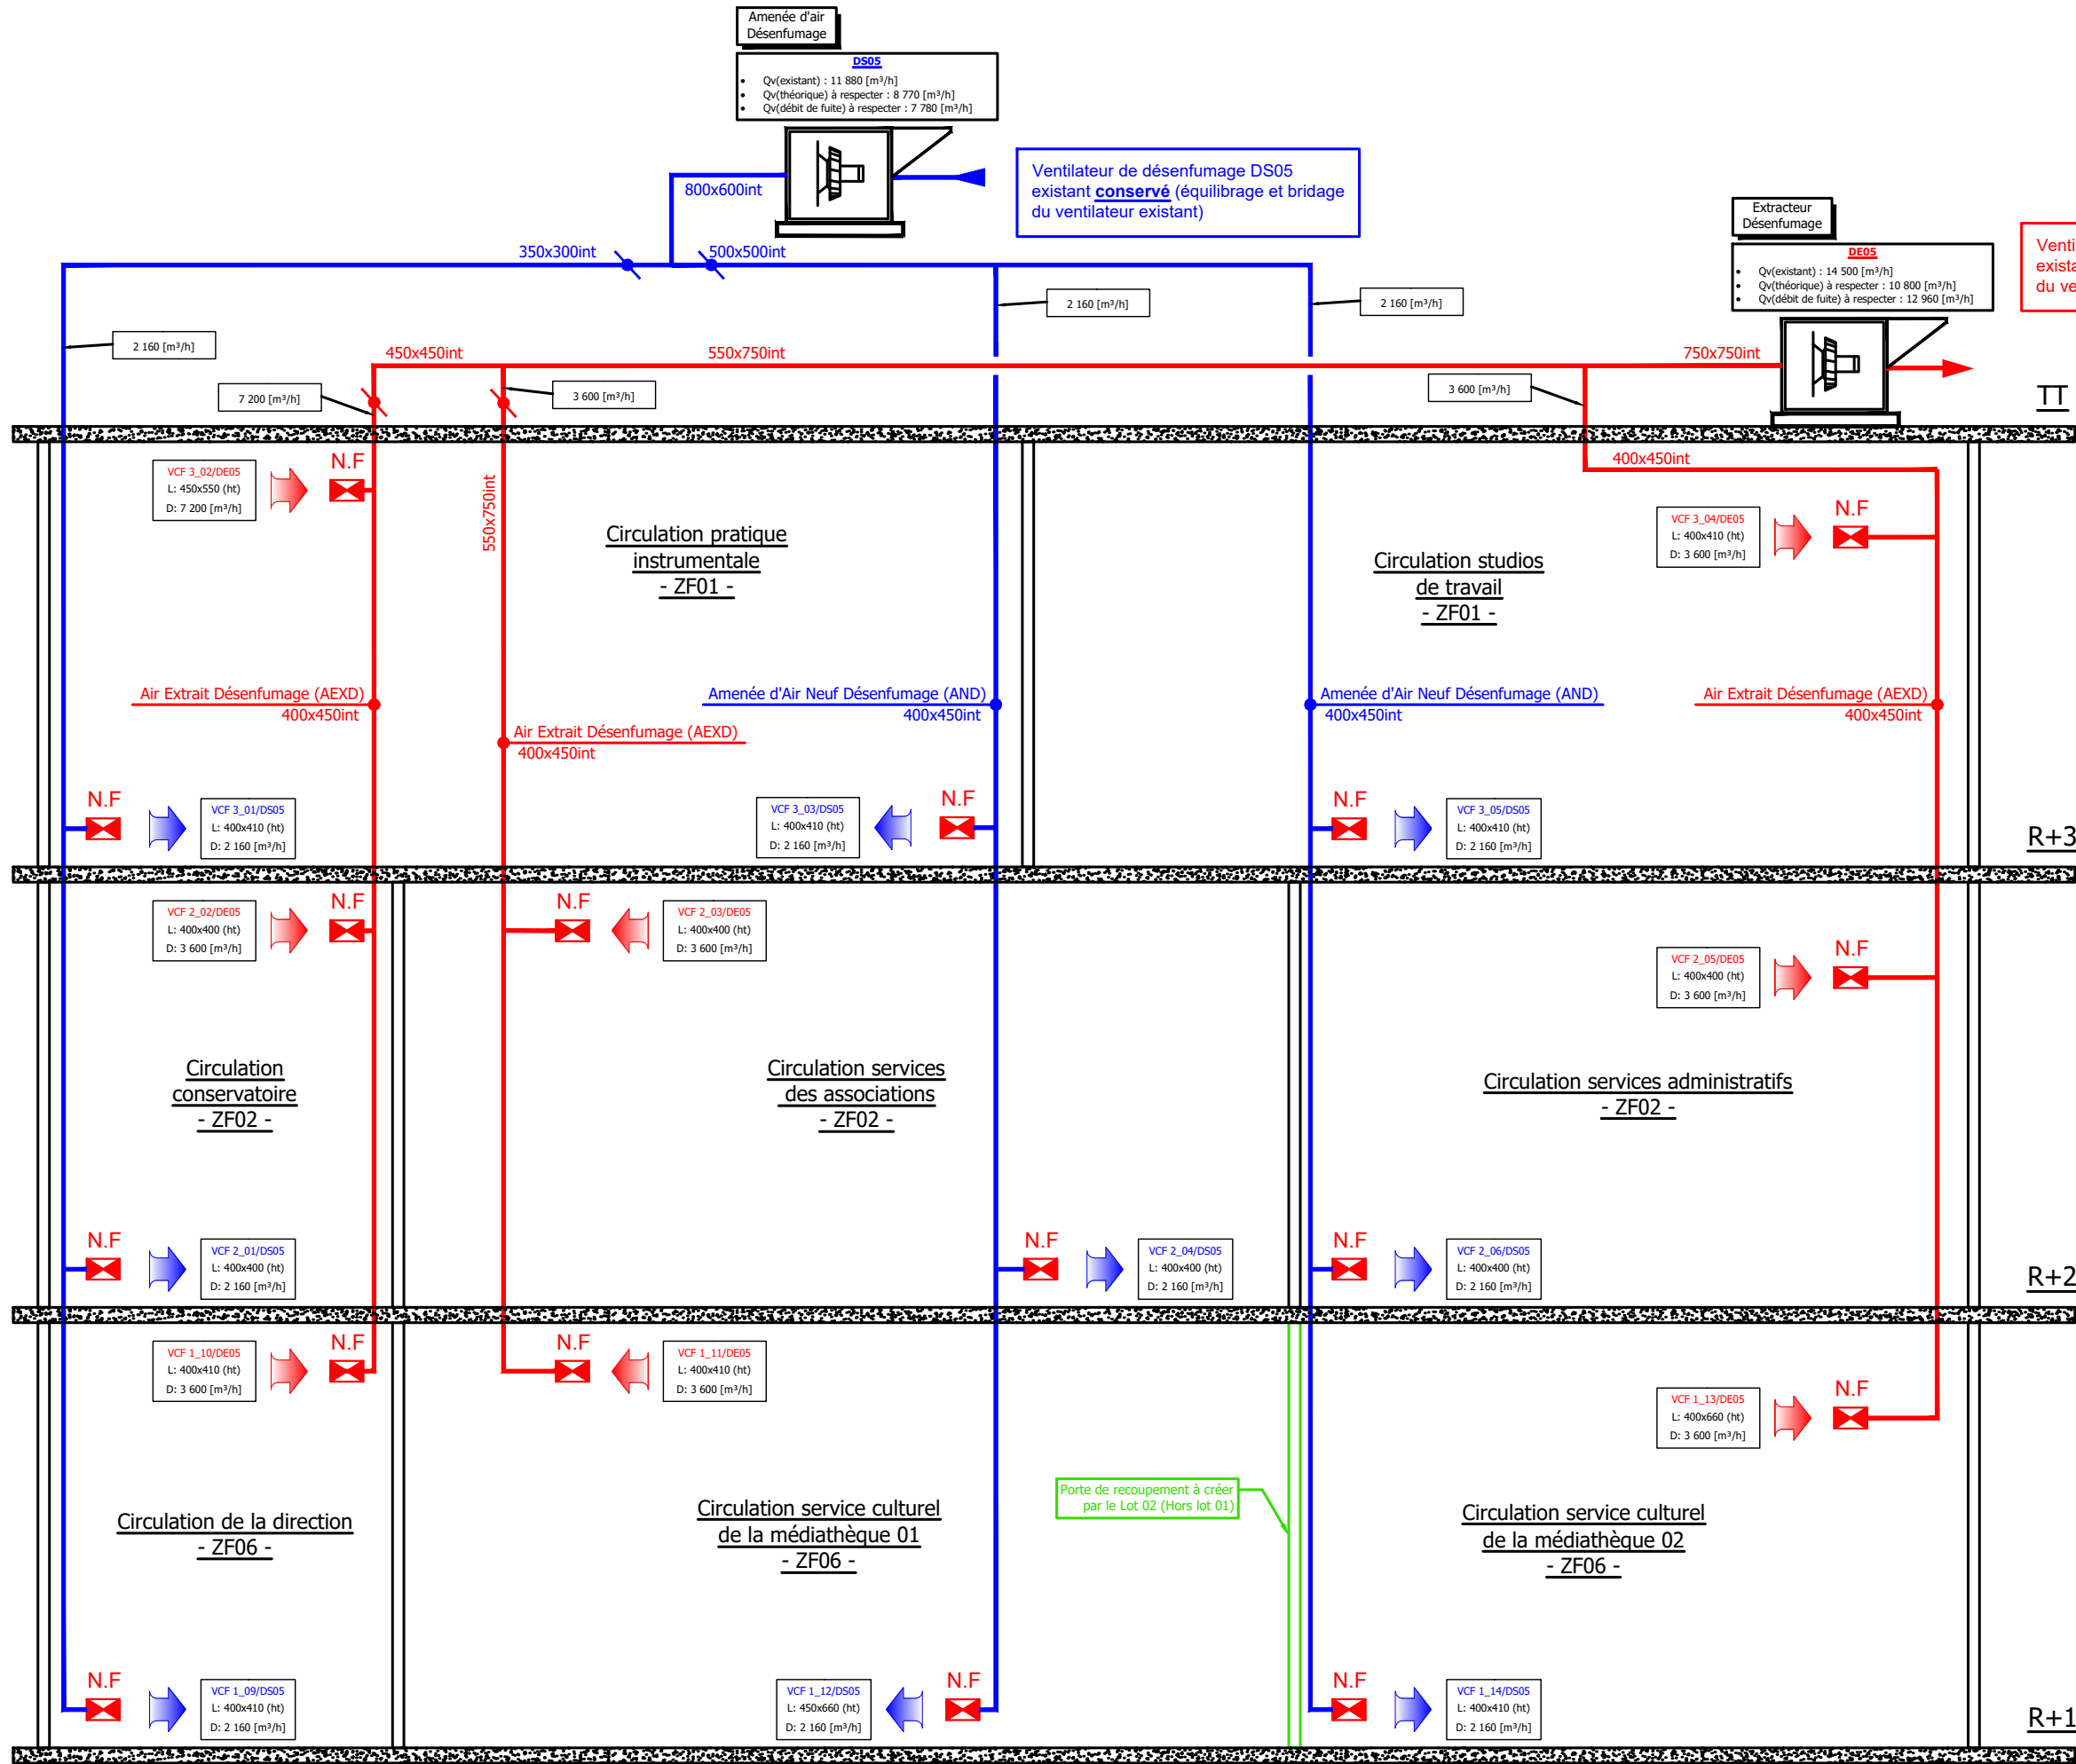 Amenée d'air
Désenfumage
DS05
• Qv(existant) : 11 880 [m³/h]
• Qv(théorique) à respecter : 8 770 [m³/h]
• Qv(débit de fuite) à respecter : 7 780 [m³/h]
800x600int
Ventilateur de désenfumage DS05
existant conservé (équilibrage et bridage
du ventilateur existant)
Extracteur
Désenfumage
DE05
• Qv(existant) : 14 500 [m³/h]
• Qv(théorique) à respecter : 10 800 [m³/h]
• Qv(débit de fuite) à respecter : 12 960 [m³/h]
Venti
exista
du ve
350x300int
500x500int
2 160 [m³/h]
2 160 [m³/h]
2 160 [m³/h]
450x450int
550x750int
750x750int
7 200 [m³/h]
3 600 [m³/h]
3 600 [m³/h]
TT
VCF 3_02/DE05
L: 450x550 (ht)
D: 7 200 [m³/h]
N.F
550x750int
Circulation pratique
instrumentale
- ZF01 -
Circulation studios
de travail
- ZF01 -
400x450int
VCF 3_04/DE05
L: 400x410 (ht)
D: 3 600 [m³/h]
N.F
Air Extrait Désenfumage (AEXD)
400x450int
Air Extrait Désenfumage (AEXD)
400x450int
Amenée d'Air Neuf Désenfumage (AND)
400x450int
Amenée d'Air Neuf Désenfumage (AND)
400x450int
Air Extrait Désenfumage (AEXD)
400x450int
N.F
VCF 3_01/DS05
L: 400x410 (ht)
D: 2 160 [m³/h]
VCF 3_03/DS05
L: 400x410 (ht)
D: 2 160 [m³/h]
N.F
N.F
VCF 3_05/DS05
L: 400x410 (ht)
D: 2 160 [m³/h]
R+3
VCF 2_02/DE05
L: 400x400 (ht)
D: 3 600 [m³/h]
N.F
N.F
VCF 2_03/DE05
L: 400x400 (ht)
D: 3 600 [m³/h]
VCF 2_05/DE05
L: 400x400 (ht)
D: 3 600 [m³/h]
N.F
Circulation
conservatoire
- ZF02 -
Circulation services
des associations
- ZF02 -
Circulation services administratifs
- ZF02 -
N.F
VCF 2_01/DS05
L: 400x400 (ht)
D: 2 160 [m³/h]
N.F
VCF 2_04/DS05
L: 400x400 (ht)
D: 2 160 [m³/h]
N.F
VCF 2_06/DS05
L: 400x400 (ht)
D: 2 160 [m³/h]
R+2
VCF 1_10/DE05
L: 400x410 (ht)
D: 3 600 [m³/h]
N.F
N.F
VCF 1_11/DE05
L: 400x410 (ht)
D: 3 600 [m³/h]
VCF 1_13/DE05
L: 400x660 (ht)
D: 3 600 [m³/h]
N.F
Circulation de la direction
- ZF06 -
Circulation service culturel
de la médiathèque 01
- ZF06 -
Porte de recoupement à créer
par le Lot 02 (Hors lot 01)
Circulation service culturel
de la médiathèque 02
- ZF06 -
N.F
VCF 1_09/DS05
L: 400x410 (ht)
D: 2 160 [m³/h]
VCF 1_12/DS05
L: 450x660 (ht)
D: 2 160 [m³/h]
N.F
N.F
VCF 1_14/DS05
L: 400x410 (ht)
D: 2 160 [m³/h]
R+1